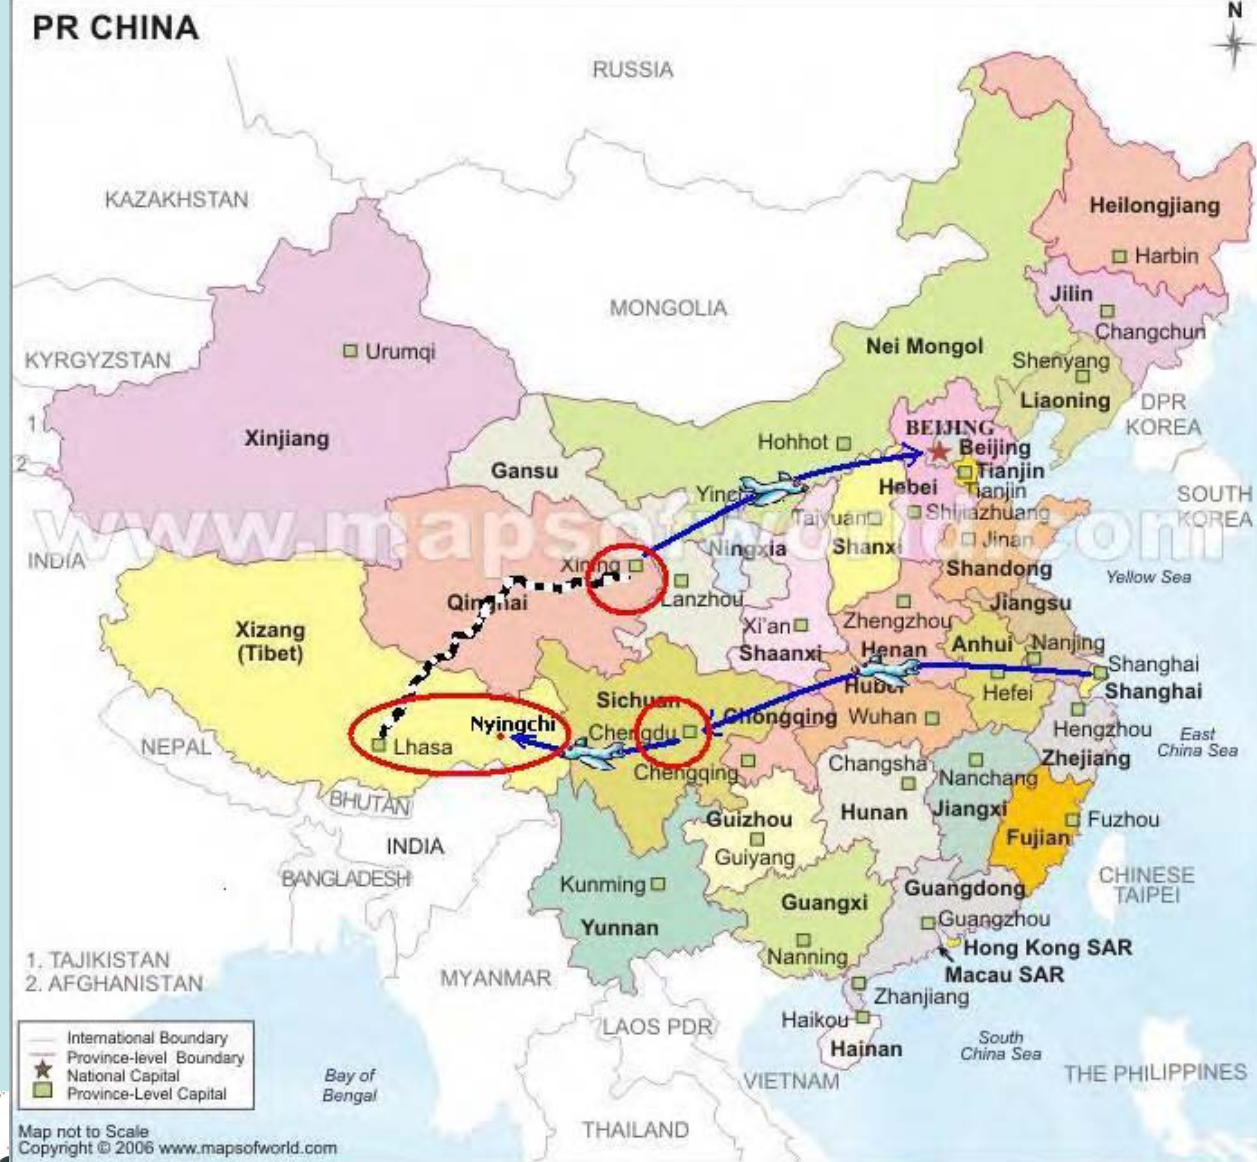 PR CHINA
N
RUSSIA
KAZAKHSTAN
Heilongjiang
Harbin
MONGOLIA
Jilin
Changchun
KYRGYZSTAN
Urumqi
Nei Mongol
Shenyang
Liaoning
DPR
KOREA
1
2
Xinjiang
Gansu
Hohhot
BEIJING
Beijing
Tianjin
Tianjin
Hebei
SOUTH
KOREA
www.mapsofworld.com
Taiyuan
Shijiazhuang
Ningxia
Shanxi
Jinan
Shandong
INDIA
Xining
Lanzhou
Yellow Sea
Qinghai
Xizang
(Tibet)
Xi'an
Shaanxi
Zhengzhou
Henan
Jiangsu
Anhui
Nanjing
Shanghai
Shanghai
Hefei
Sichuan
Chengdu
Chongqing
Wuhan
Hengzhou
Zhejiang
East
China Sea
Nyingchi
Lhasa
NEPAL
Chengqing
Changsha
Nanchang
BHUTAN
Hunan
Jiangxi
Guizhou
Guiyang
Fujian
Fuzhou
INDIA
BANGLADESH
Kunming
Yunnan
Guangxi
Nanning
Guangdong
Guangzhou
CHINESE
TAIPEI
Hong Kong SAR
Macau SAR
1. TAJIKISTAN
2. AFGHANISTAN
MYANMAR
Zhanjiang
LAOS PDR
Haikou
Hainan
South
China Sea
VIETNAM
THE PHILIPPINES
International Boundary
Province-level Boundary
National Capital
Province-Level Capital
Bay of
Bengal
THAILAND
Map not to Scale
Copyright © 2006 www.mapsofworld.com